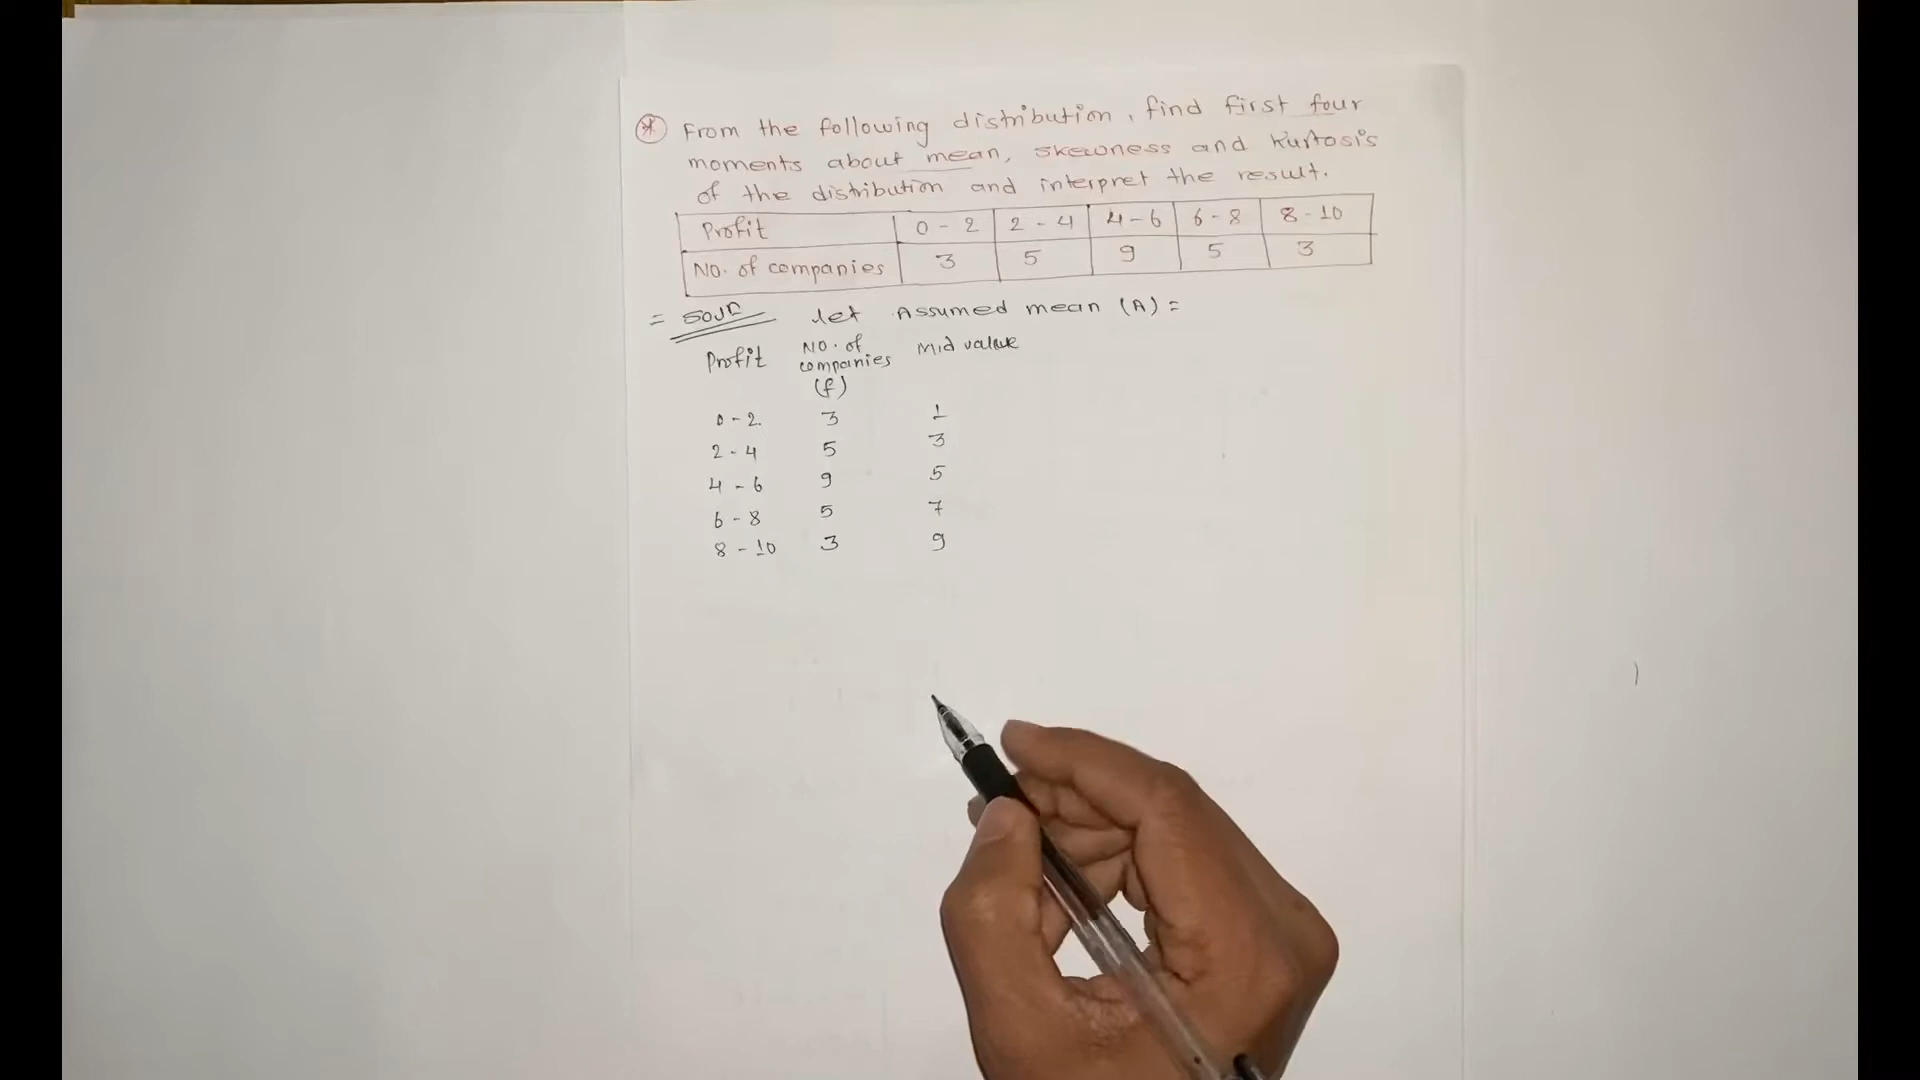 * From the following distribution, find first four
moments about mean, skewness and kurtosis
of the distribution and interpret the result.
Profit 0 - 2 2 - 4 4 - 6 6 - 8 8 - 10
No. of companies 3 5 9 5 3
= Soln let Assumed mean (A) =
Profit No. of companies (f) Mid value
0 - 2 3 1
2 - 4 5 3
4 - 6 9 5
6 - 8 5 7
8 - 10 3 9